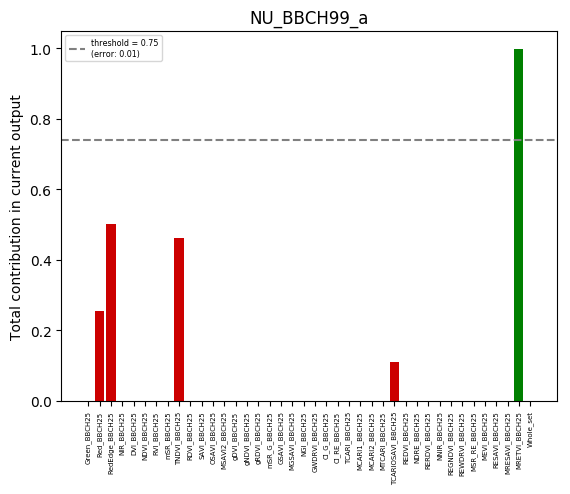 NU_BBCH99_a
threshold = 0.75
(error: 0.01)
Total contribution in current output
1.0
0.8
0.6
0.4
0.2
0.0
Green_BBCH25
Red_BBCH25
RedEdge_BBCH25
NIR_BBCH25
DVI_BBCH25
NDVI_BBCH25
RVI_BBCH25
mSR_BBCH25
TNDVI_BBCH25
RDVI_BBCH25
SAVI_BBCH25
OSAVI_BBCH25
MSAVI2_BBCH25
gDVI_BBCH25
gNDVI_BBCH25
gRDVI_BBCH25
mSR_G_BBCH25
GSAVI_BBCH25
MGSAVI_BBCH25
NGI_BBCH25
GWDRVI_BBCH25
CI_G_BBCH25
CI_RE_BBCH25
TCARI_BBCH25
MCARI1_BBCH25
MCARI2_BBCH25
MTCARI_BBCH25
TCARIOSAVI_BBCH25
REDVI_BBCH25
NDRE_BBCH25
RERDVI_BBCH25
NNIR_BBCH25
REGNDVI_BBCH25
REWDRVI_BBCH25
MSR_RE_BBCH25
MEVI_BBCH25
RESAVI_BBCH25
MRESAVI_BBCH25
MRETVI_BBCH25
Whole_set